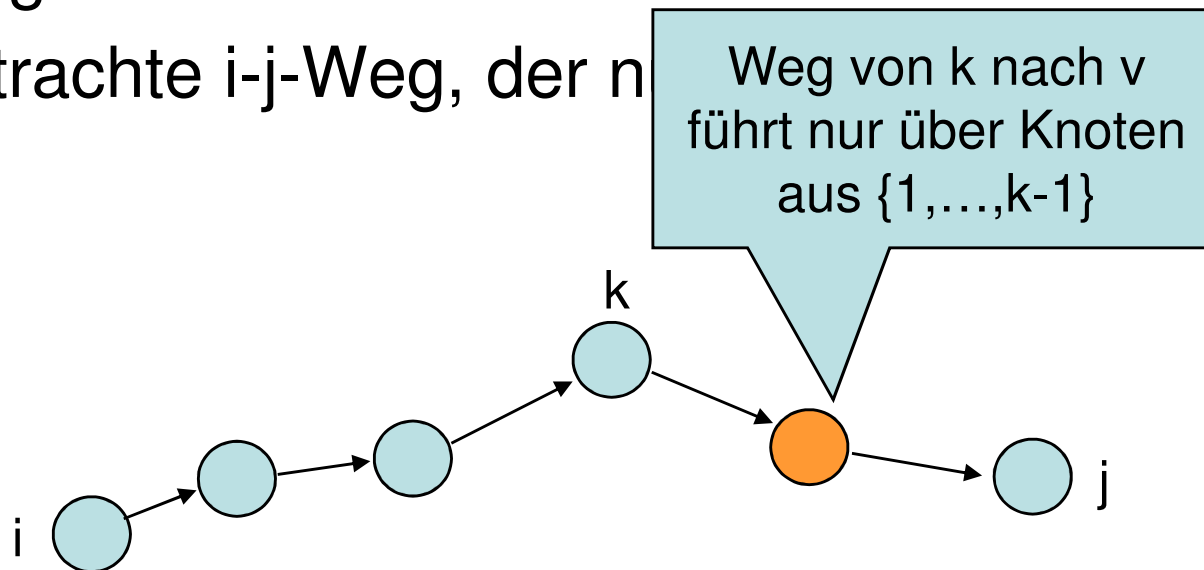 trachte i-j-Weg, der
Weg von k nach v
führt nur über Knoten
aus {1,…,k-1}
k
j
i